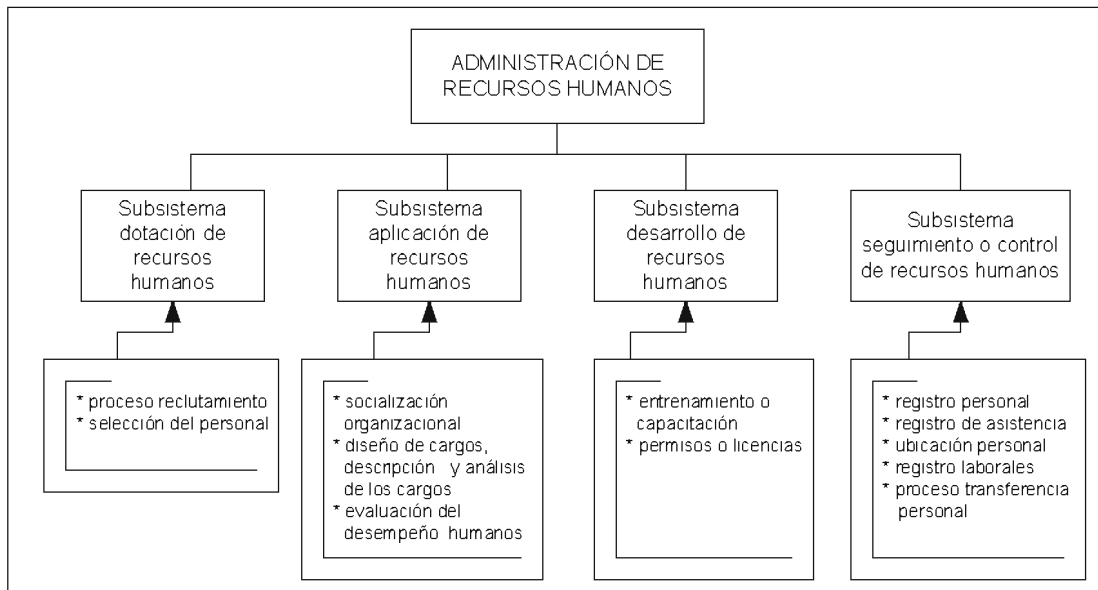 ADMINISTRACIÓN DE
RECURSOS HUMANOS
Subsistema
dotación de
recursos
humanos
Subsistema
aplicación de
recursos
humanos
Subsistema
desarrollo de
recursos
humanos
Subsistema
seguimiento o control
de recursos humanos
* proceso reclutamiento
* selección del personal
* socialización
organizacional
* diseño de cargos,
descripción y análisis
de los cargos
* evaluación del
desempeño humanos
* entrenamiento o
capacitación
* permisos o licencias
* registro personal
* registro de asistencia
* ubicación personal
* registro laborales
* proceso transferencia
personal